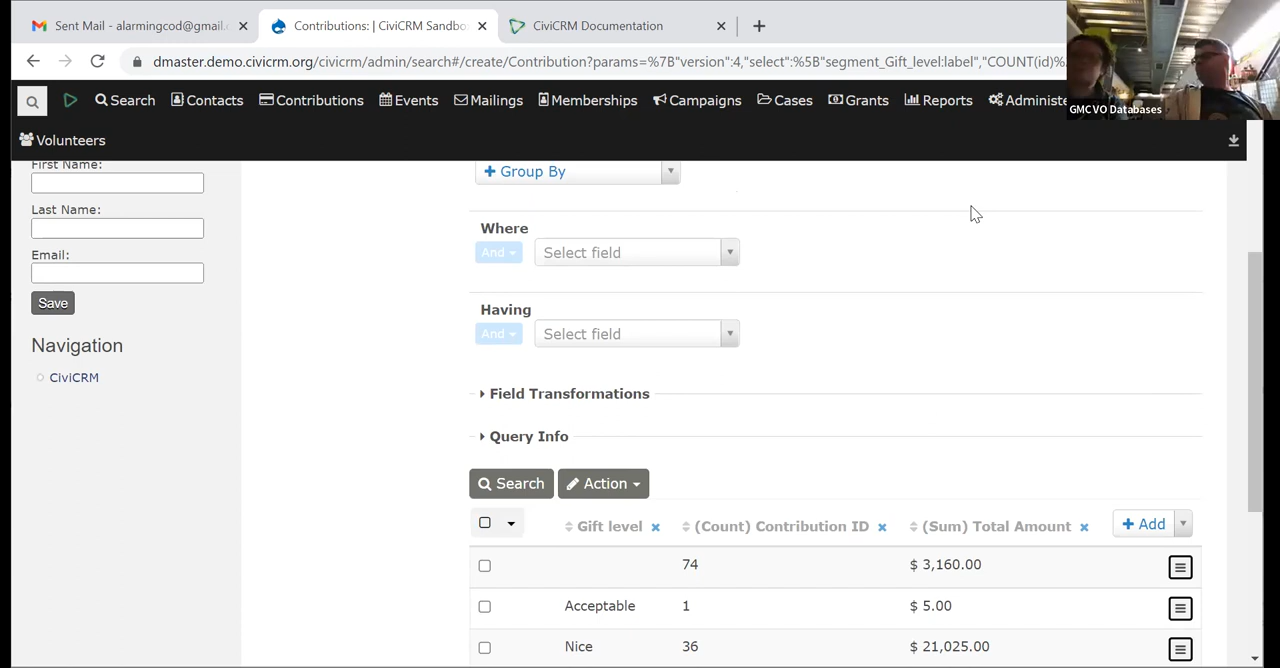 Sent Mail - alarmingcod@gmail.
Contributions: | CiviCRM Sandbo
CiviCRM Documentation
dmaster.demo.civicrm.org/civicrm/admin/search#/create/Contribution?params=%7B"version":4,"select":%5B"segment_Gift_level:label","COUNT(id)%
GMCVO Databases
Search
Contacts
Contributions
Events
Mailings
Memberships
Campaigns
Cases
Grants
Reports
Administe
Volunteers
First Name:
Last Name:
Email:
Save
Navigation
CiviCRM
+ Group By
Where
And
Select field
Having
And
Select field
Field Transformations
Query Info
Search
Action
Gift level
(Count) Contribution ID
(Sum) Total Amount
+ Add
74
$ 3,160.00
Acceptable
1
$ 5.00
Nice
36
$ 21,025.00